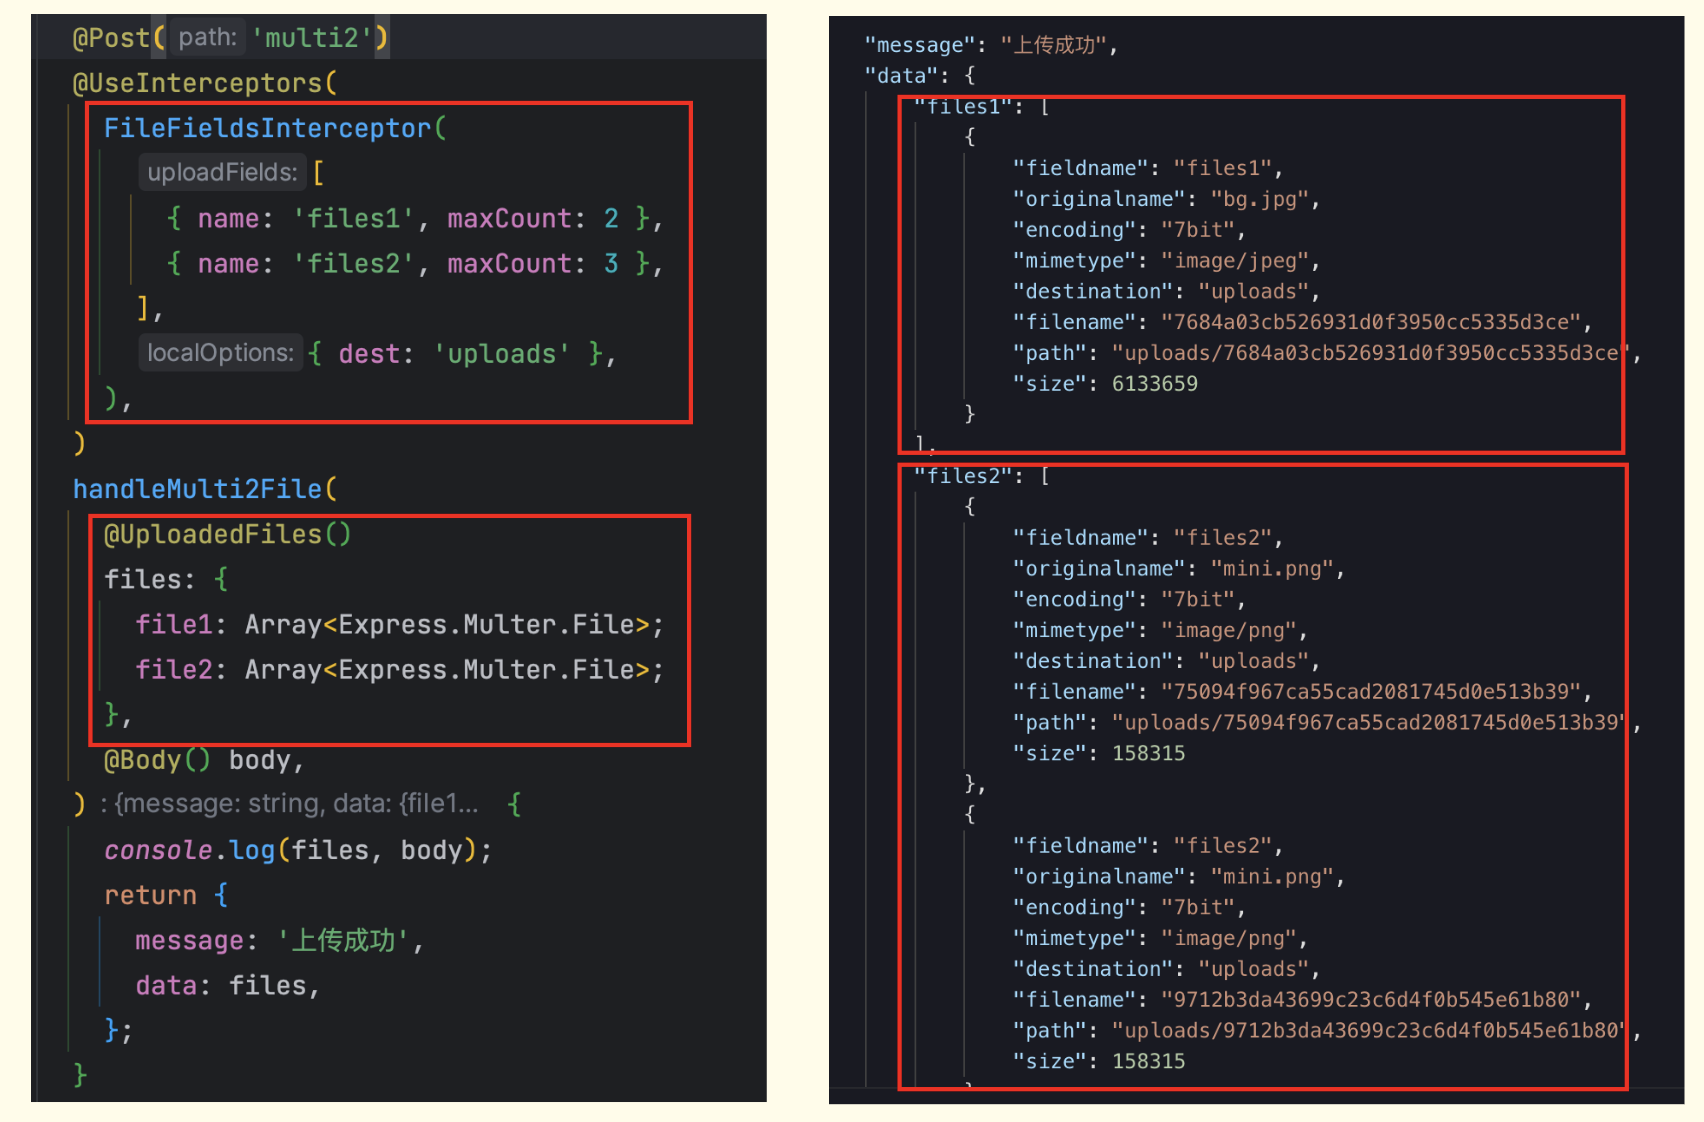 @Post( path: 'multi2')
@UseInterceptors(
FileFieldsInterceptor(
uploadFields: [
{ name: 'files1', maxCount: 2 },
{ name: 'files2', maxCount: 3 },
],
localOptions: { dest: 'uploads' },
),
)
handleMulti2File(
@UploadedFiles()
files: {
file1: Array<Express.Multer.File>;
file2: Array<Express.Multer.File>;
},
@Body() body,
) : {message: string, data: {file1... {
console.log(files, body);
return {
message: '上传成功',
data: files,
};
}
"message": "上传成功",
"data": {
"files1": [
{
"fieldname": "files1",
"originalname": "bg.jpg",
"encoding": "7bit",
"mimetype": "image/jpeg",
"destination": "uploads",
"filename": "7684a03cb526931d0f3950cc5335d3ce",
"path": "uploads/7684a03cb526931d0f3950cc5335d3ce",
"size": 6133659
}
],
"files2": [
{
"fieldname": "files2",
"originalname": "mini.png",
"encoding": "7bit",
"mimetype": "image/png",
"destination": "uploads",
"filename": "75094f967ca55cad2081745d0e513b39",
"path": "uploads/75094f967ca55cad2081745d0e513b39",
"size": 158315
},
{
"fieldname": "files2",
"originalname": "mini.png",
"encoding": "7bit",
"mimetype": "image/png",
"destination": "uploads",
"filename": "9712b3da43699c23c6d4f0b545e61b80",
"path": "uploads/9712b3da43699c23c6d4f0b545e61b80",
"size": 158315
}